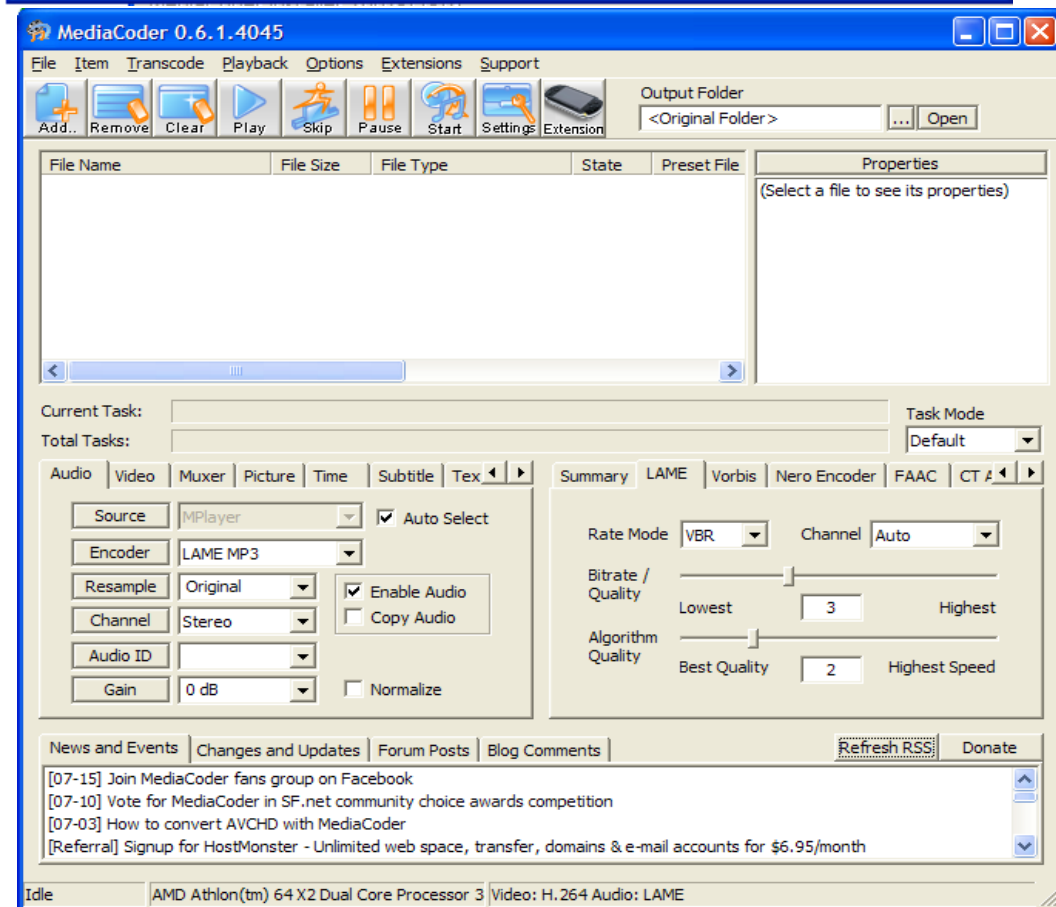 MediaCoder 0.6.1.4045
File Item Transcode Playback Options Extensions Support
Add.. Remove Clear Play Skip Pause Start Settings Extension
Output Folder
<Original Folder> ... Open
File Name File Size File Type State Preset File
Properties
(Select a file to see its properties)
Current Task:
Total Tasks:
Task Mode
Default
Audio Video Muxer Picture Time Subtitle Tex
Source MPlayer Auto Select
Encoder LAME MP3
Resample Original Enable Audio
Channel Stereo Copy Audio
Audio ID
Gain 0 dB Normalize
Summary LAME Vorbis Nero Encoder FAAC CT A
Rate Mode VBR Channel Auto
Bitrate /
Quality
Lowest 3 Highest
Algorithm
Quality
Best Quality 2 Highest Speed
News and Events Changes and Updates Forum Posts Blog Comments Refresh RSS Donate
[07-15] Join MediaCoder fans group on Facebook
[07-10] Vote for MediaCoder in SF.net community choice awards competition
[07-03] How to convert AVCHD with MediaCoder
[Referral] Signup for HostMonster - Unlimited web space, transfer, domains & e-mail accounts for $6.95/month
Idle AMD Athlon(tm) 64 X2 Dual Core Processor 3 Video: H.264 Audio: LAME